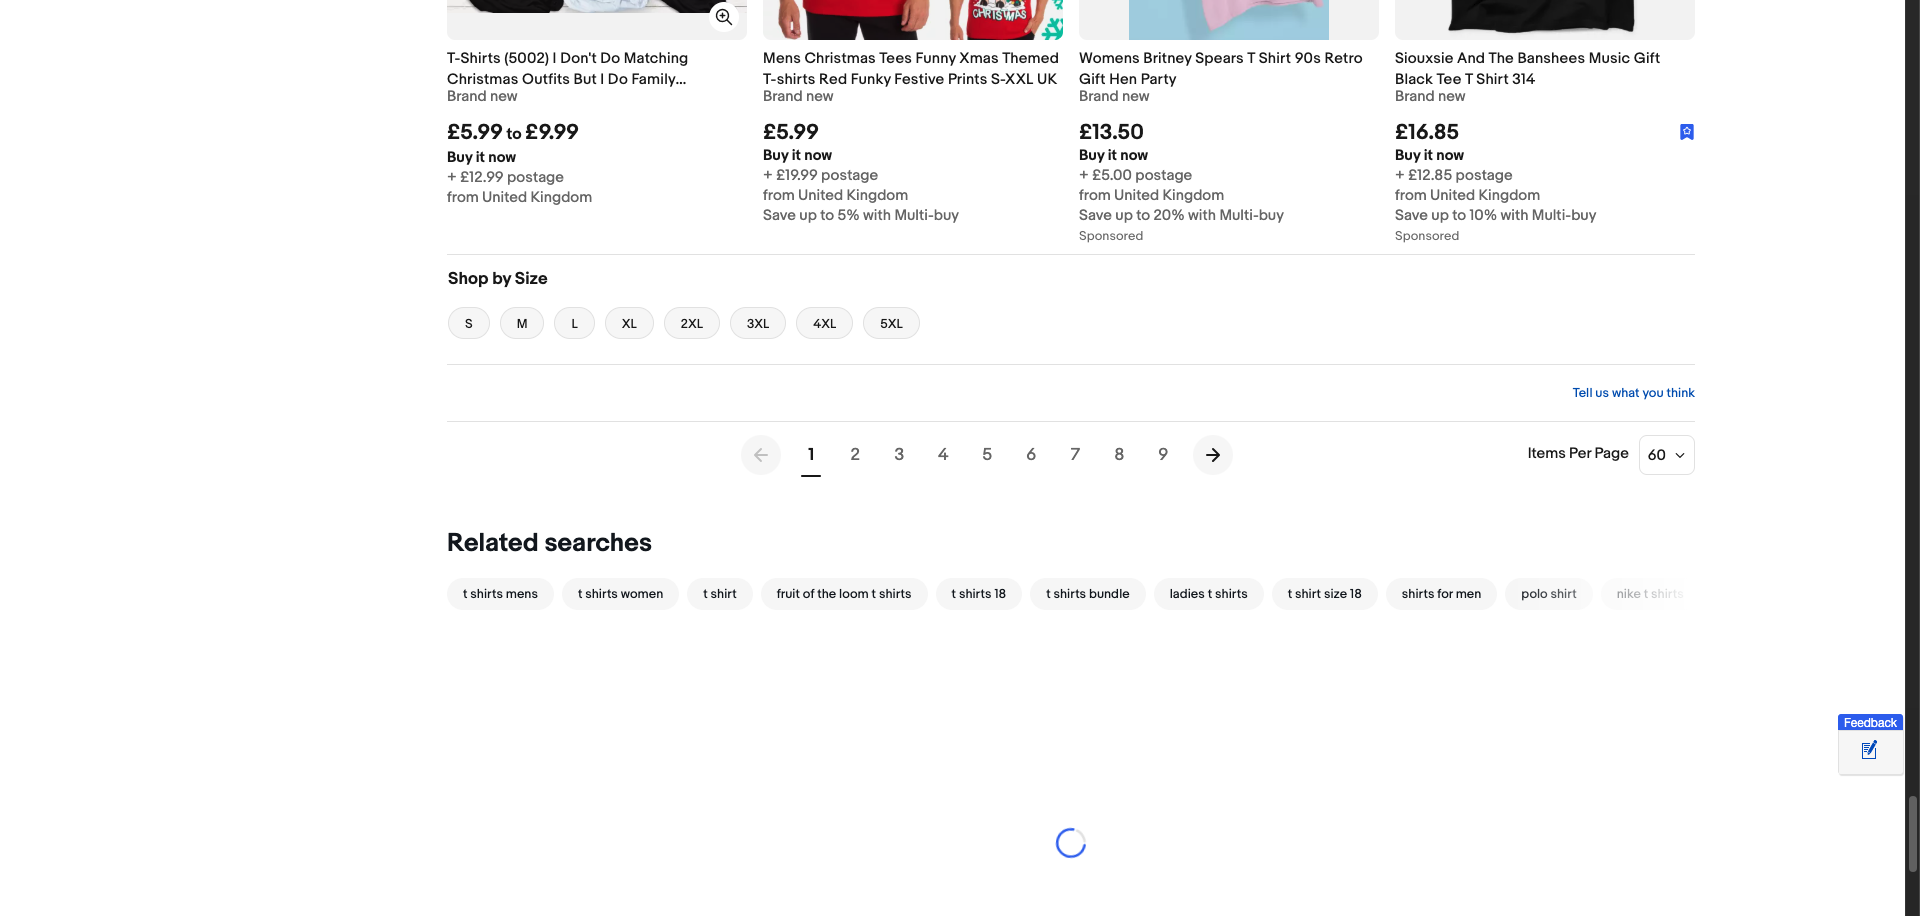 CHRISTMAS
T-Shirts (5002) I Don't Do Matching
Christmas Outfits But I Do Family...
Brand new
£5.99 to £9.99
Buy it now
+ £12.99 postage
from United Kingdom
Mens Christmas Tees Funny Xmas Themed
T-shirts Red Funky Festive Prints S-XXL UK
Brand new
£5.99
Buy it now
+ £19.99 postage
from United Kingdom
Save up to 5% with Multi-buy
Womens Britney Spears T Shirt 90s Retro
Gift Hen Party
Brand new
£13.50
Buy it now
+ £5.00 postage
from United Kingdom
Save up to 20% with Multi-buy
Sponsored
Siouxsie And The Banshees Music Gift
Black Tee T Shirt 314
Brand new
£16.85
Buy it now
+ £12.85 postage
from United Kingdom
Save up to 10% with Multi-buy
Sponsored
Shop by Size
S M L XL 2XL 3XL 4XL 5XL
Tell us what you think
1 2 3 4 5 6 7 8 9
Items Per Page 60
Related searches
t shirts mens t shirts women t shirt fruit of the loom t shirts t shirts 18 t shirts bundle ladies t shirts t shirt size 18 shirts for men polo shirt nike t shirts
Feedback